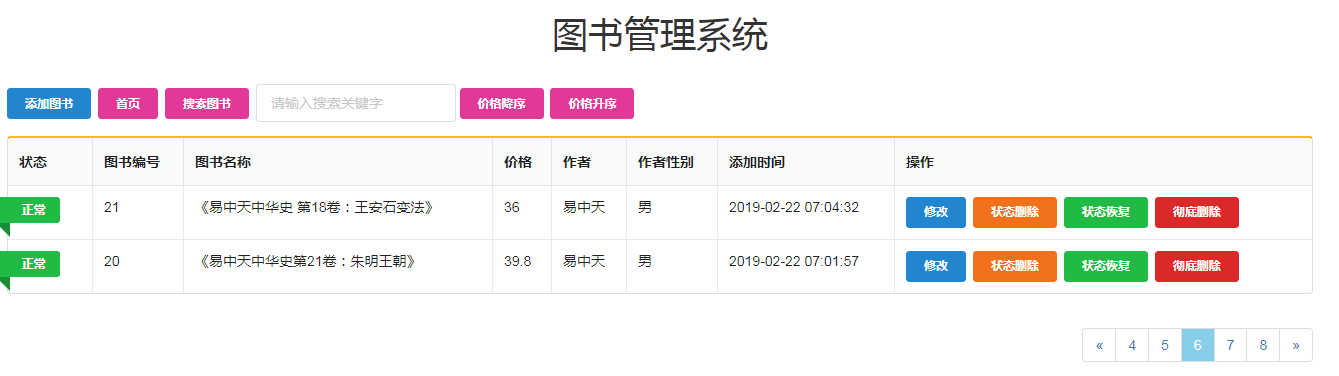 图书管理系统
添加图书 首页 搜索图书 请输入搜索关键字 价格降序 价格升序
状态 图书编号 图书名称 价格 作者 作者性别 添加时间 操作
正常 21 《易中天中华史 第18卷：王安石变法》 36 易中天 男 2019-02-22 07:04:32 修改 状态删除 状态恢复 彻底删除
正常 20 《易中天中华史第21卷：朱明王朝》 39.8 易中天 男 2019-02-22 07:01:57 修改 状态删除 状态恢复 彻底删除
« 4 5 6 7 8 »